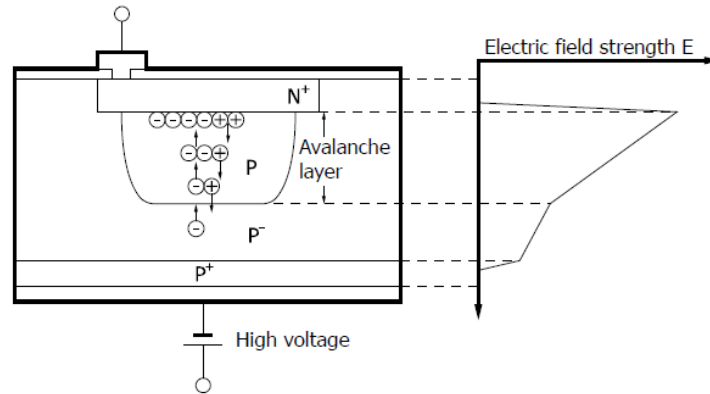 Electric field strength E
N⁺
⊖⊖⊖⊖⊕⊕
Avalanche
layer
⊖⊖⊕
P
⊖⊕
⊖
P⁻
P⁺
High voltage